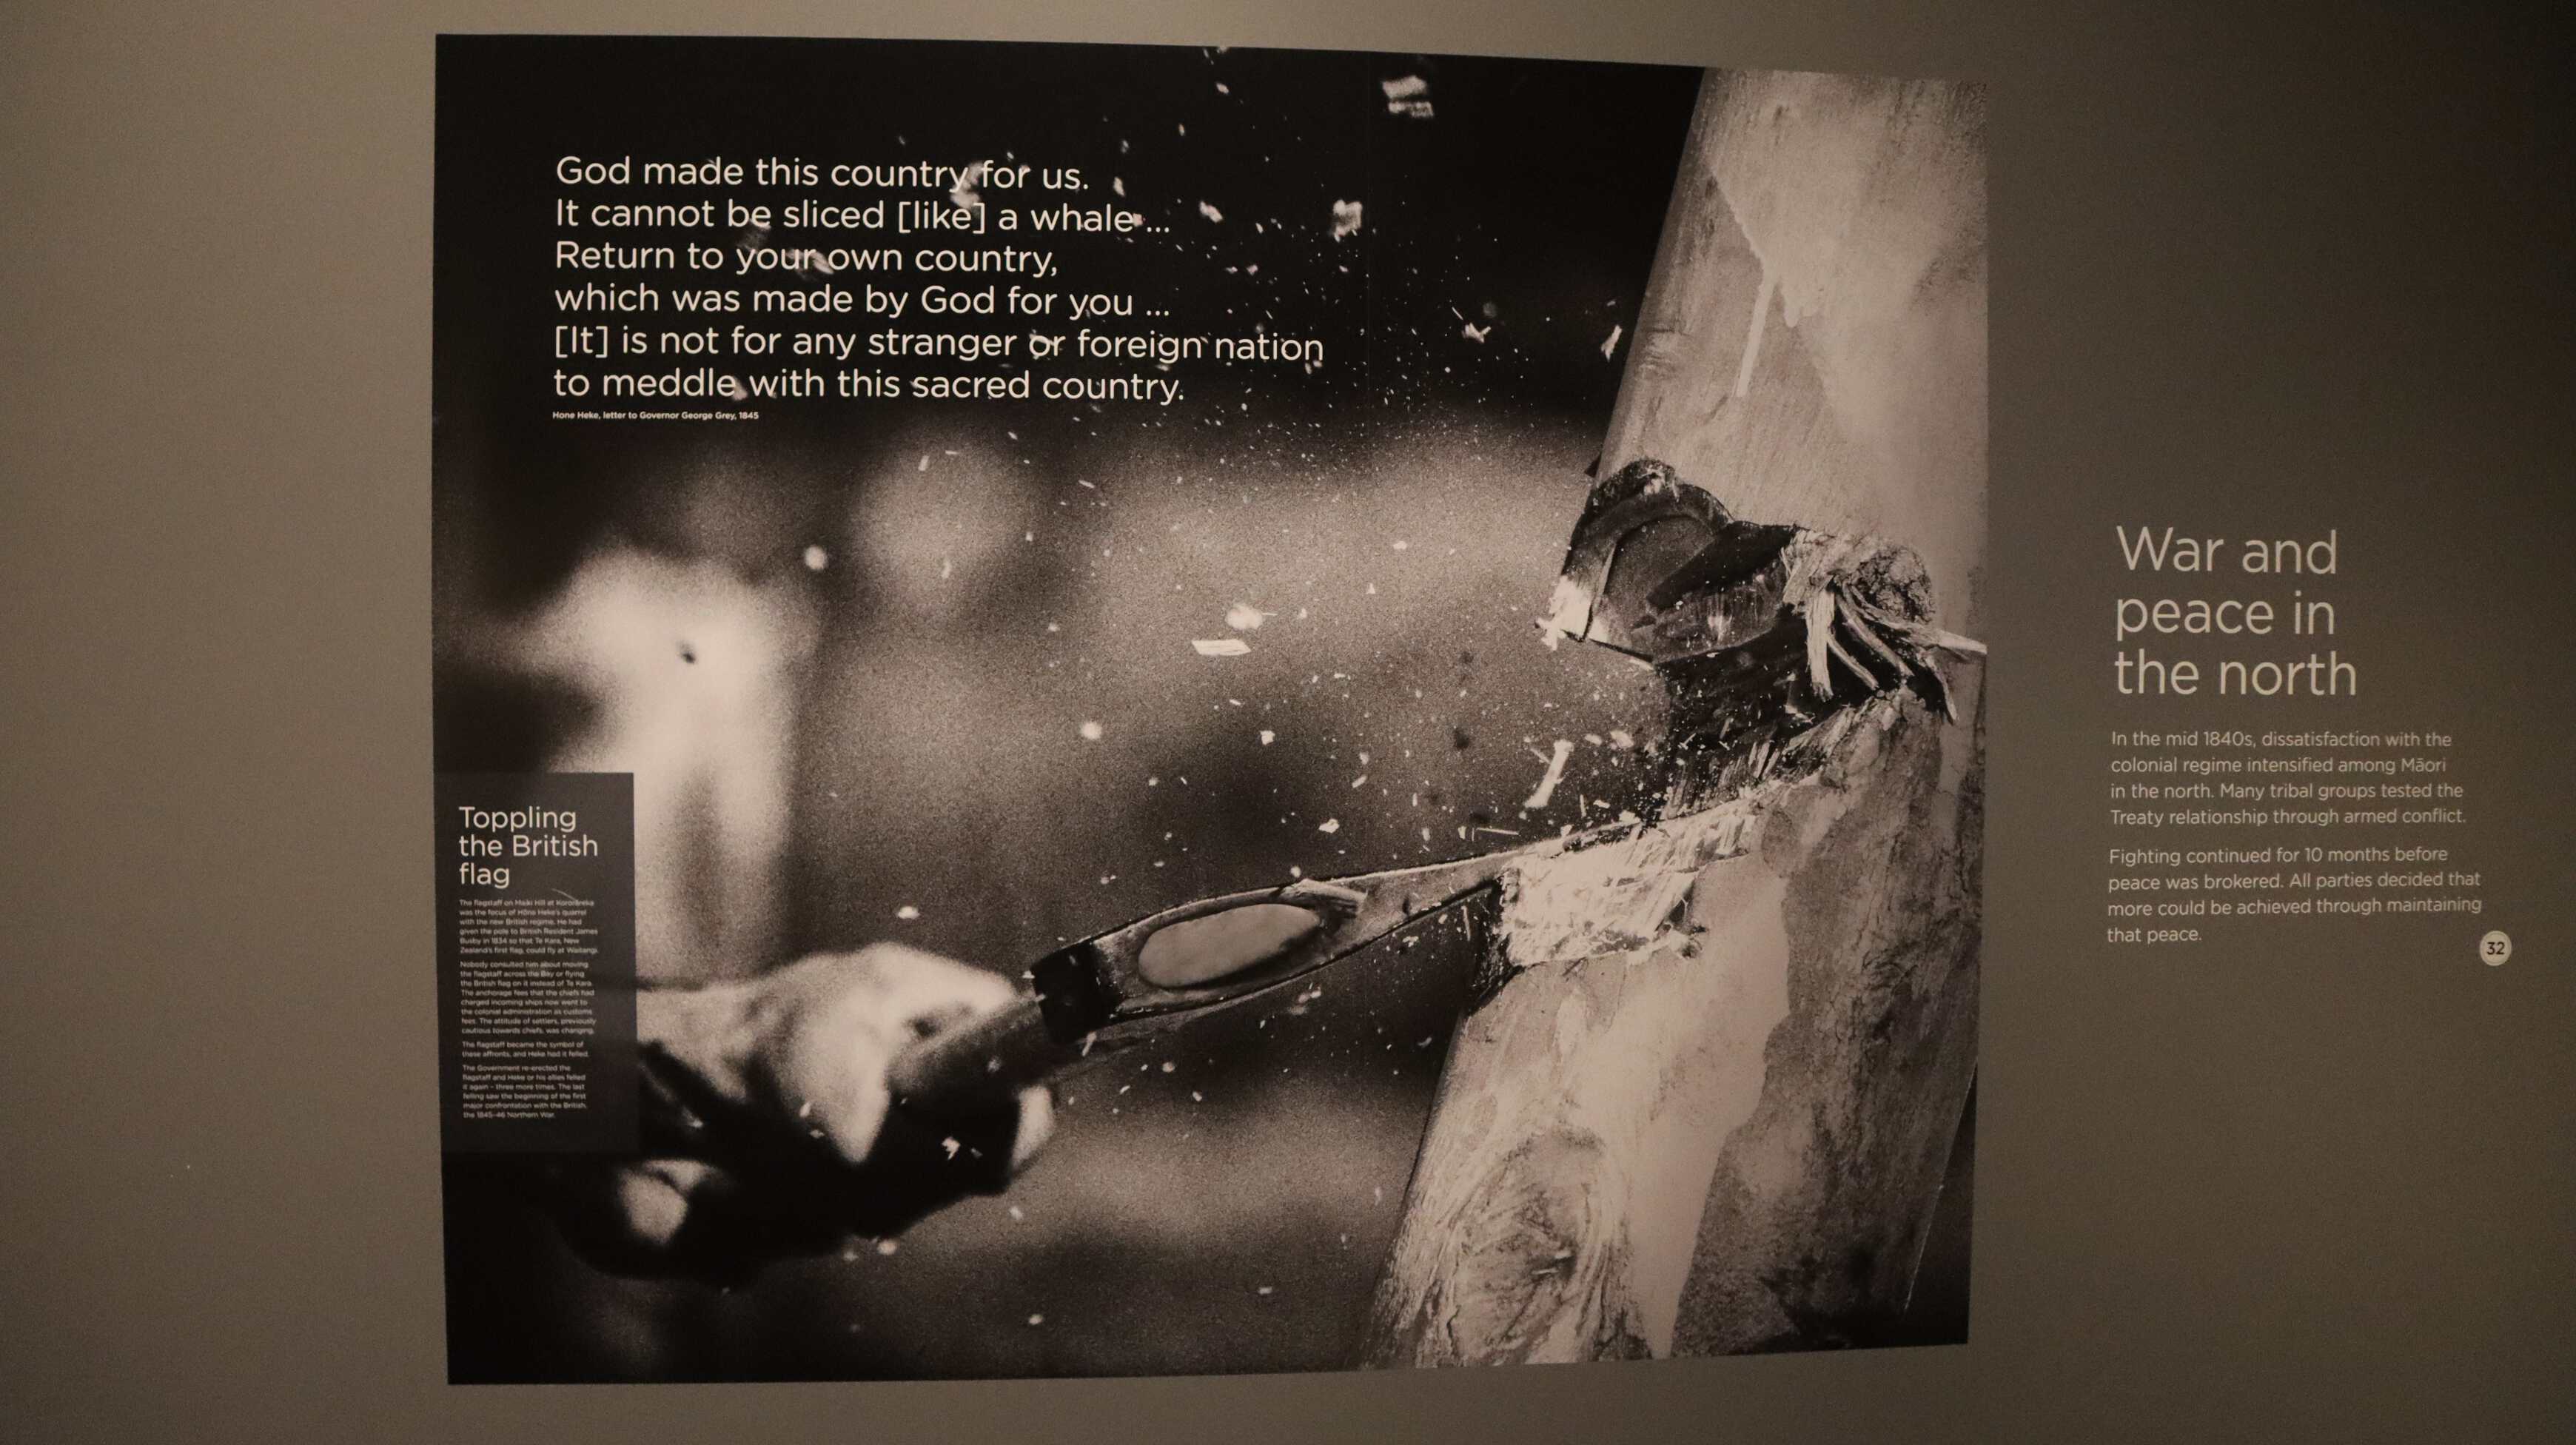 God made this country for us.
It cannot be sliced [like] a whale ...
Return to your own country,
which was made by God for you ...
[It] is not for any stranger or foreign nation
to meddle with this sacred country.
Hone Heke, letter to Governor George Grey, 1845
Toppling
the British
flag
The flagstaff on Maiki Hill at Kororāreka
was the focus of Hōne Heke's quarrel
with the new British regime. He had
given the pole to British Resident James
Busby in 1834 so that Te Kara, New
Zealand's first flag, could fly at Waitangi.
Nobody consulted him about moving
the flagstaff across the Bay or flying
the British flag on it instead of Te Kara.
The anchorage fees that the chiefs had
charged incoming ships now went to
the colonial administration as customs
fees. The attitude of settlers, previously
cautious towards chiefs, was changing.
The flagstaff became the symbol of
these affronts, and Heke had it felled.
The Government re-erected the
flagstaff and Heke or his allies felled
it again – three more times. The last
felling saw the beginning of the first
major confrontation with the British,
the 1845–46 Northern War.
War and
peace in
the north
In the mid 1840s, dissatisfaction with the
colonial regime intensified among Māori
in the north. Many tribal groups tested the
Treaty relationship through armed conflict.
Fighting continued for 10 months before
peace was brokered. All parties decided that
more could be achieved through maintaining
that peace.
32